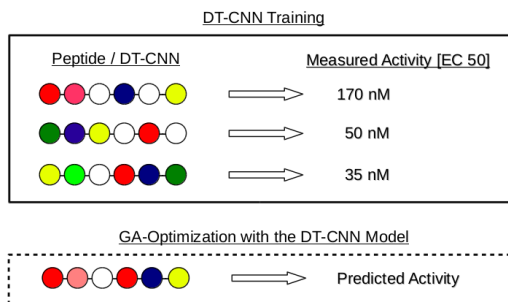 DT-CNN Training
Peptide / DT-CNN Measured Activity [EC 50]
170 nM
50 nM
35 nM
GA-Optimization with the DT-CNN Model
Predicted Activity